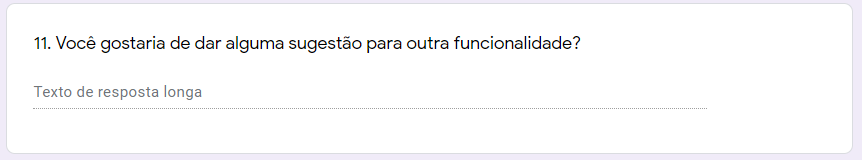 11. Você gostaria de dar alguma sugestão para outra funcionalidade?
Texto de resposta longa